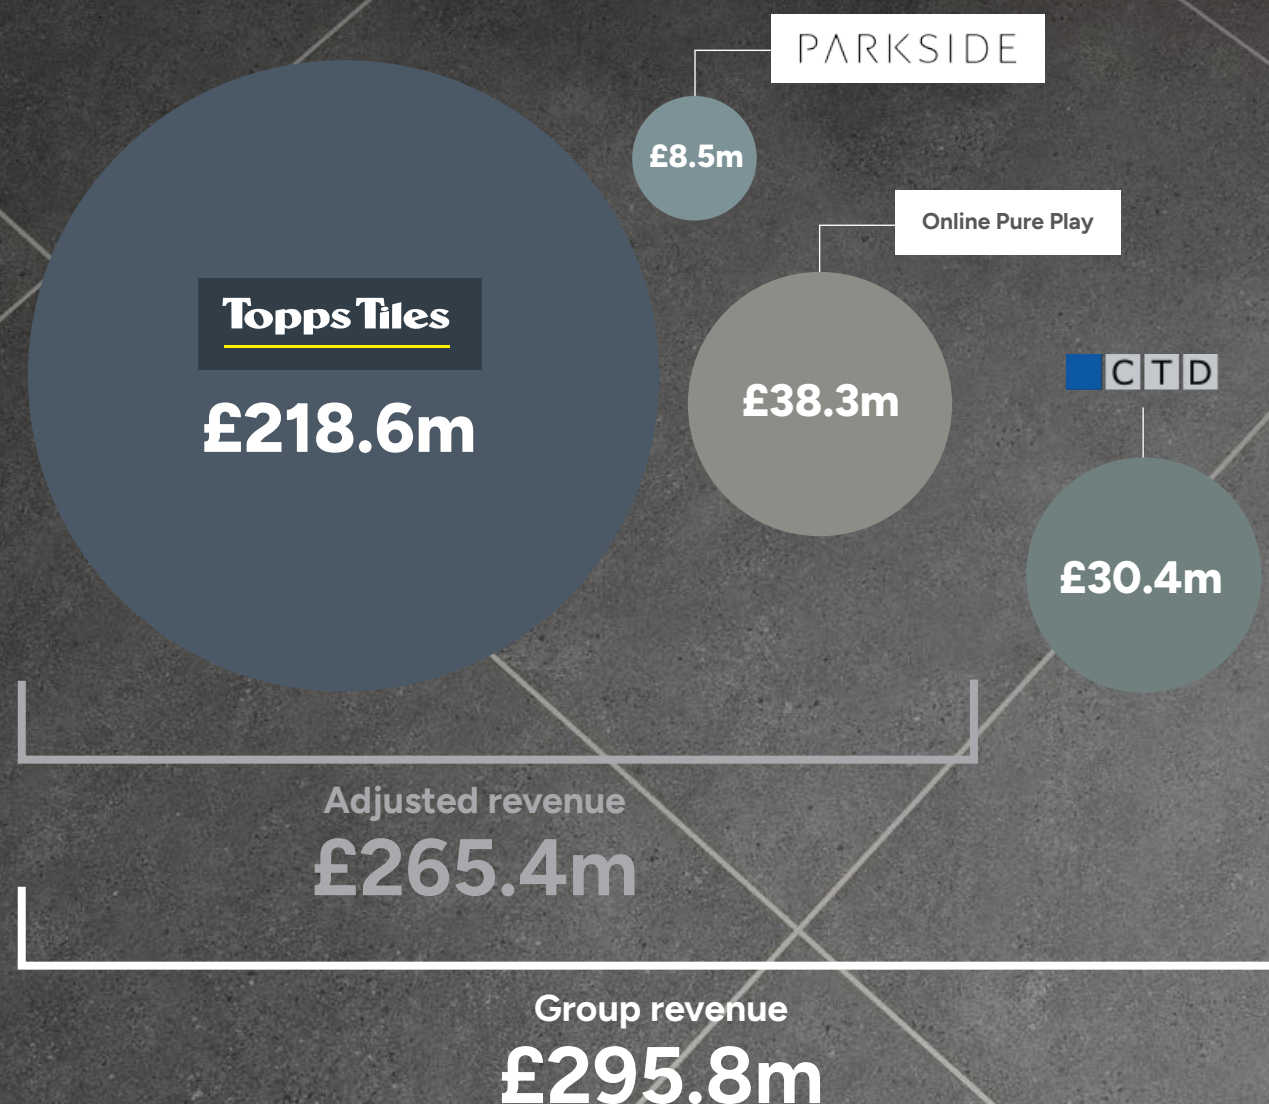 PARKSIDE
£8.5m
Online Pure Play
Topps Tiles
£218.6m
£38.3m
CTD
£30.4m
Adjusted revenue
£265.4m
Group revenue
£295.8m